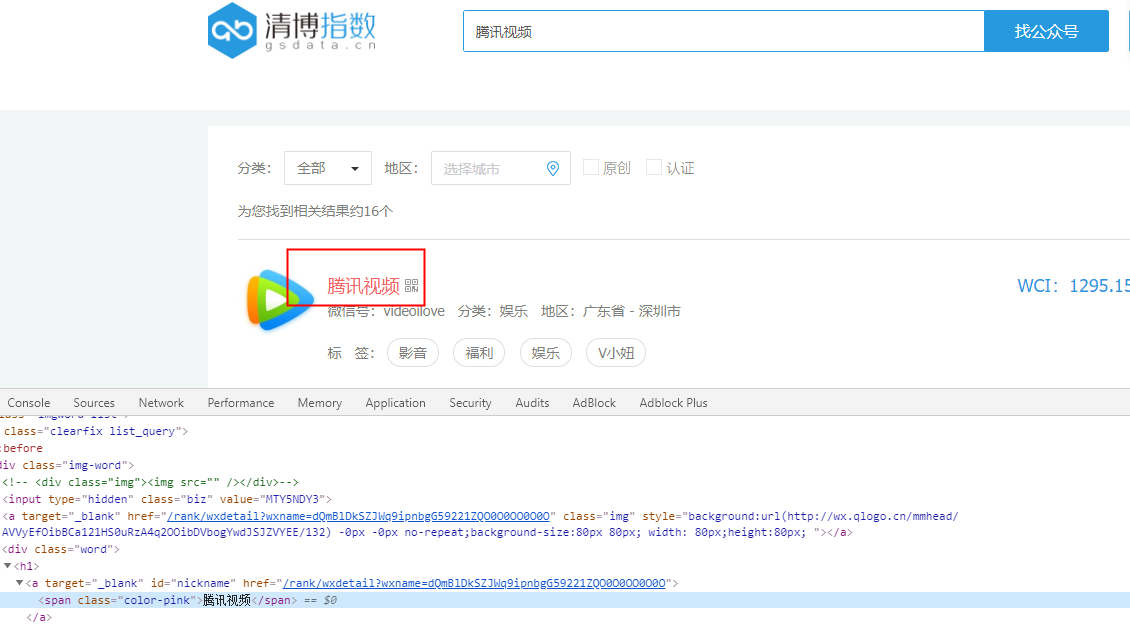 清博指数
gsdata.cn
腾讯视频
找公众号
分类： 全部 地区： 选择城市 原创 认证
为您找到相关结果约16个
腾讯视频
WCI： 1295.15
微信号： videollove 分类：娱乐 地区：广东省 - 深圳市
标 签： 影音 福利 娱乐 V小妞
Console Sources Network Performance Memory Application Security Audits AdBlock Adblock Plus
class="clearfix list_query">
:before
div class="img-word">
<!-- <div class="img"><img src="" /></div>-->
<input type="hidden" class="biz" value="MTY5NDY3">
<a target="_blank" href="/rank/wxdetail?wxname=dQmBlDkSZJWq9ipnbgG59221ZQO0O0OO0O0O" class="img" style="background:url(http://wx.qlogo.cn/mmhead/
AVVyEfOibBCa121HS0uRzA4q2OOibDVbogYwdJSJZVYEE/132) -0px -0px no-repeat;background-size:80px 80px; width: 80px;height:80px; "></a>
<div class="word">
<h1>
<a target="_blank" id="nickname" href="/rank/wxdetail?wxname=dQmBlDkSZJWq9ipnbgG59221ZQO0O0OO0O0O">
<span class="color-pink">腾讯视频</span> == $0
</a>